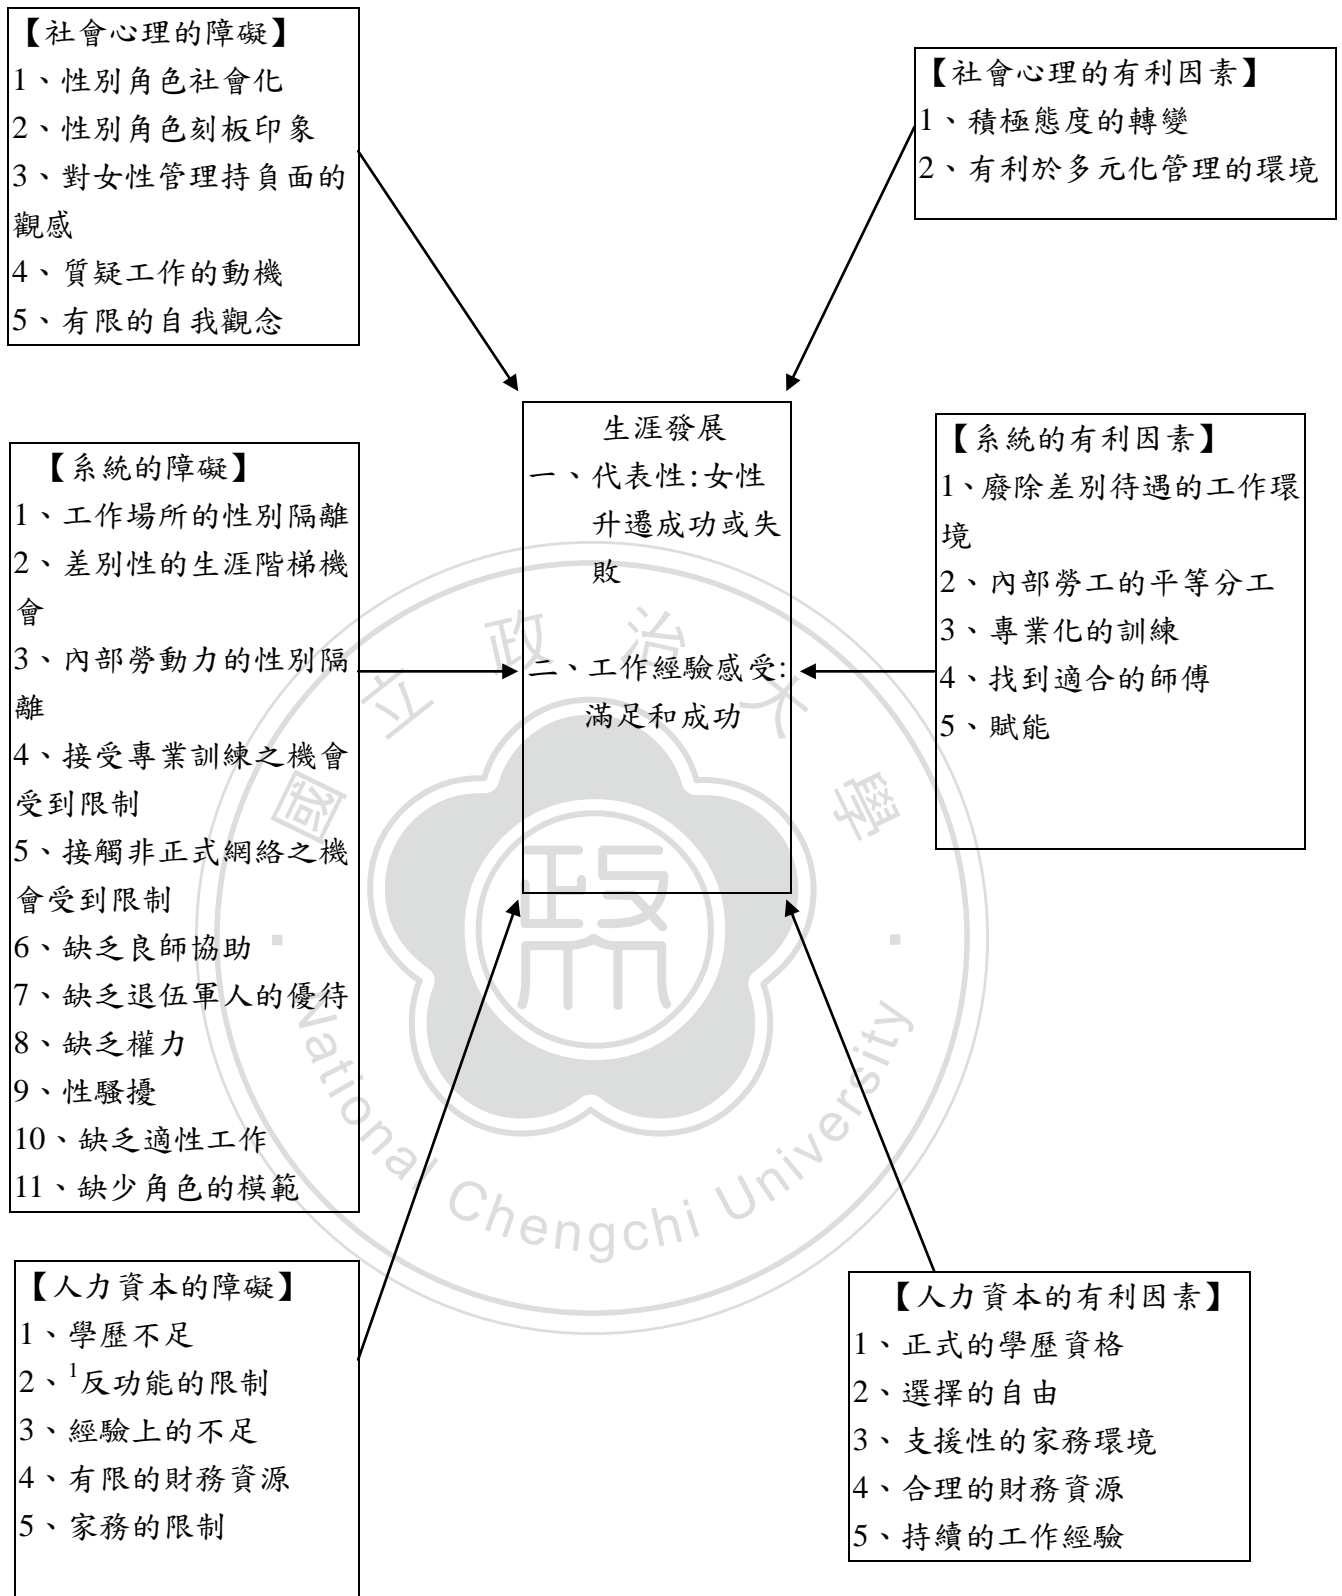 【社會心理的障礙】
1、性別角色社會化
2、性別角色刻板印象
3、對女性管理持負面的
觀感
4、質疑工作的動機
5、有限的自我觀念
【社會心理的有利因素】
1、積極態度的轉變
2、有利於多元化管理的環境
【系統的障礙】
1、工作場所的性別隔離
2、差別性的生涯階梯機
會
3、內部勞動力的性別隔
離
4、接受專業訓練之機會
受到限制
5、接觸非正式網絡之機
會受到限制
6、缺乏良師協助
7、缺乏退伍軍人的優待
8、缺乏權力
9、性騷擾
10、缺乏適性工作
11、缺少角色的模範
生涯發展
一、代表性:女性
升遷成功或失
敗
二、工作經驗感受:
滿足和成功
【系統的有利因素】
1、廢除差別待遇的工作環
境
2、內部勞工的平等分工
3、專業化的訓練
4、找到適合的師傅
5、賦能
【人力資本的障礙】
1、學歷不足
2、1反功能的限制
3、經驗上的不足
4、有限的財務資源
5、家務的限制
【人力資本的有利因素】
1、正式的學歷資格
2、選擇的自由
3、支援性的家務環境
4、合理的財務資源
5、持續的工作經驗
國立政治大學
National Chengchi University
政